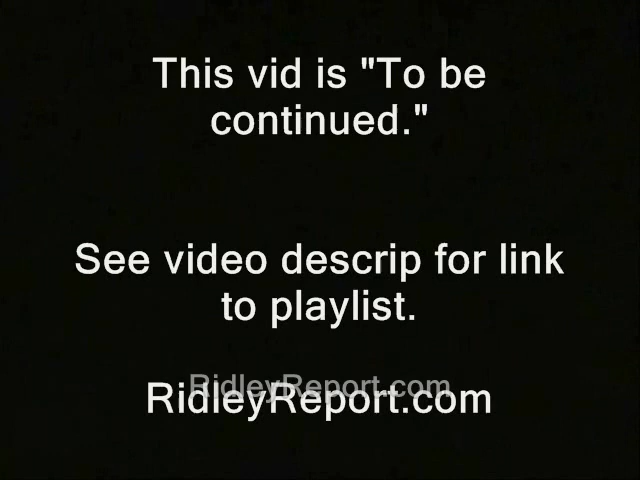 This vid is "To be
continued."
See video descrip for link
to playlist.
RidleyReport.com
RidleyReport.com